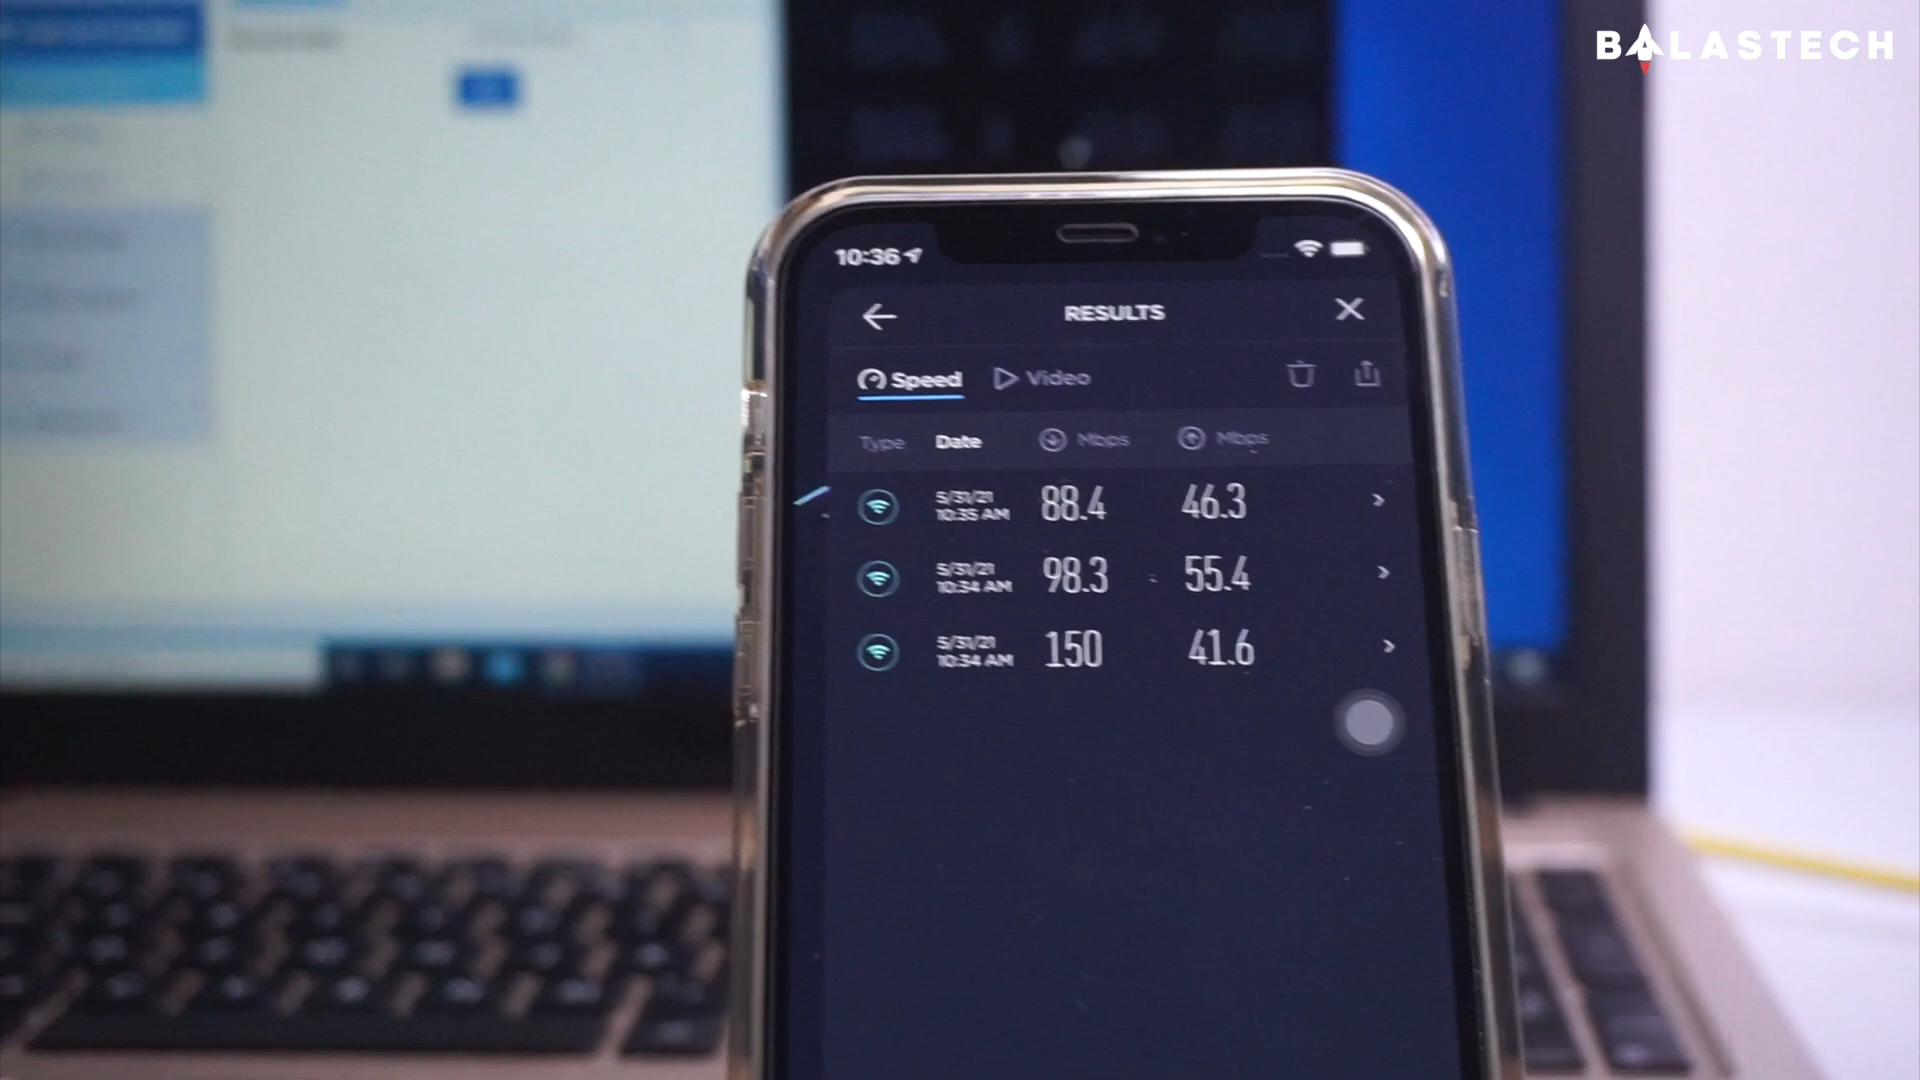 BALASTECH
10:36
RESULTS
Speed Video
Type Date Mbps Mbps
5/31/21
10:35 AM 88.4 46.3
5/31/21
10:34 AM 98.3 55.4
5/31/21
10:34 AM 150 41.6